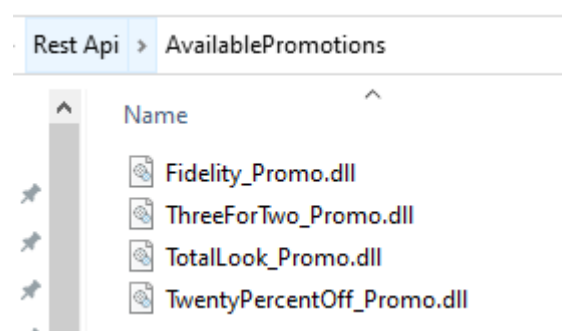 Rest Api > AvailablePromotions
Name
Fidelity_Promo.dll
ThreeForTwo_Promo.dll
TotalLook_Promo.dll
TwentyPercentOff_Promo.dll